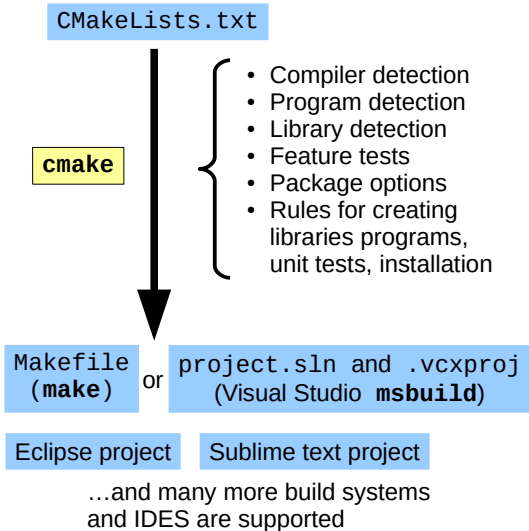 CMakeLists.txt
• Compiler detection
• Program detection
• Library detection
• Feature tests
• Package options
• Rules for creating
libraries programs,
unit tests, installation
cmake
Makefile
(make)
or
project.sln and .vcxproj
(Visual Studio msbuild)
Eclipse project
Sublime text project
…and many more build systems
and IDES are supported